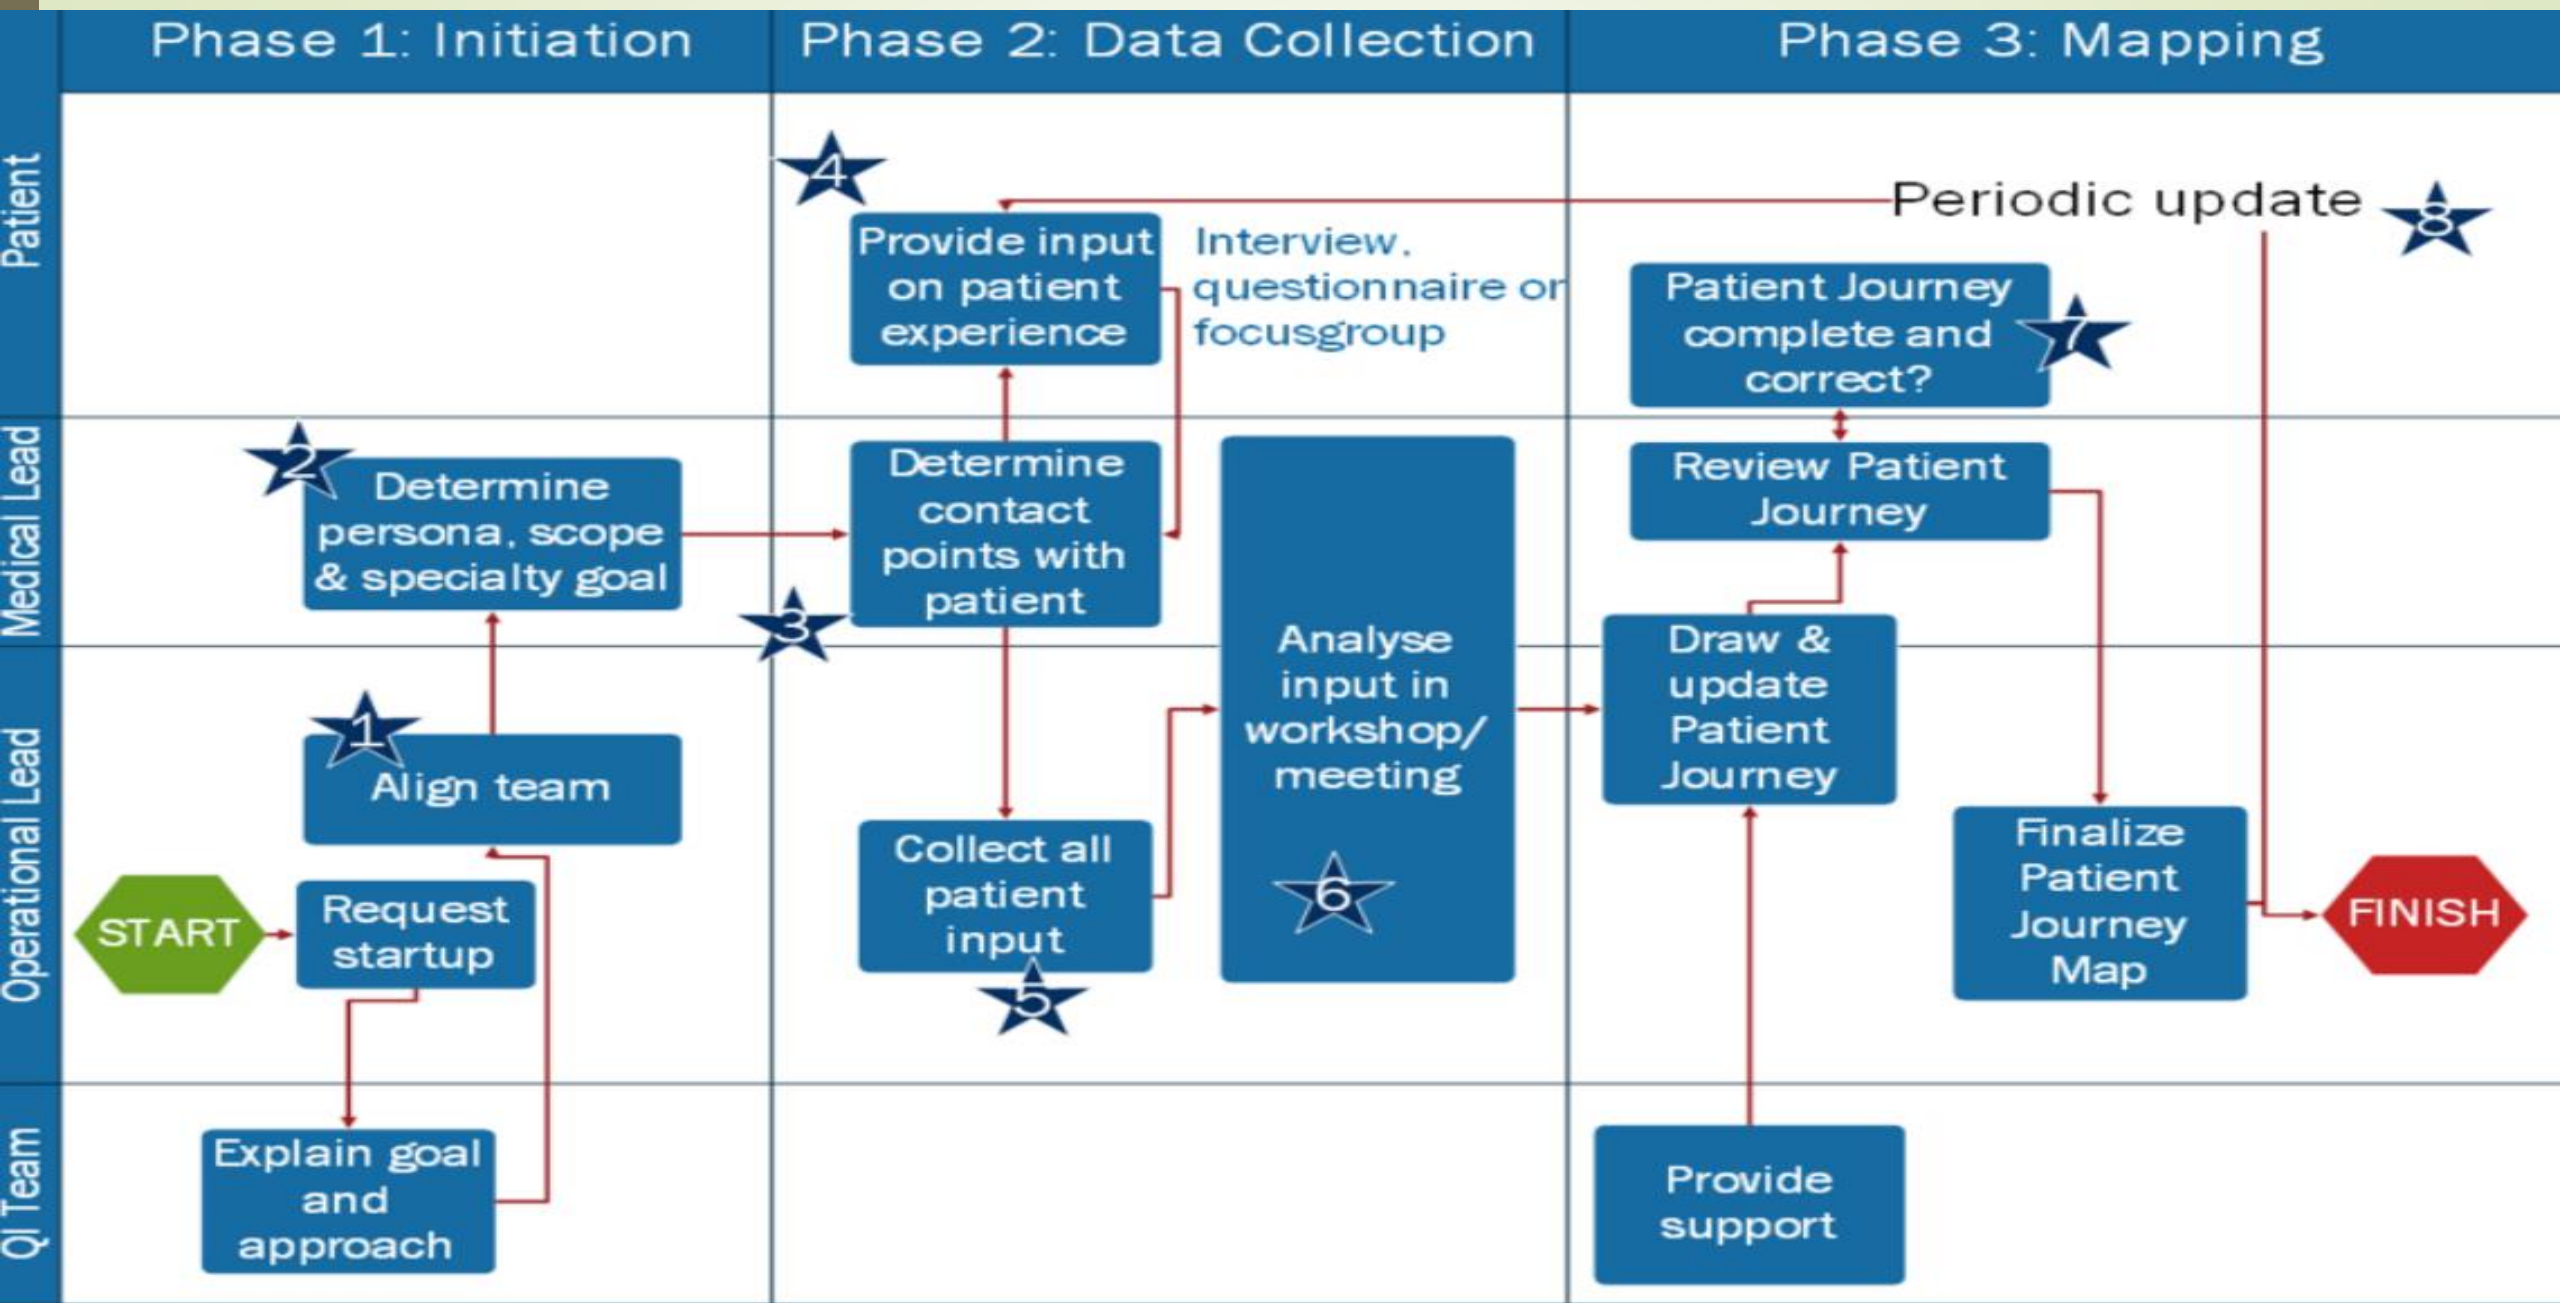 Phase 1: Initiation
Phase 2: Data Collection
Phase 3: Mapping
Patient
4
Provide input
on patient
experience
Interview,
questionnaire or
focusgroup
Periodic update
8
Patient Journey
complete and
correct?
7
Medical Lead
2
Determine
persona, scope
& specialty goal
Determine
contact
points with
patient
3
Review Patient
Journey
Operational Lead
1
Align team
START
Request
startup
Collect all
patient
input
5
Analyse
input in
workshop/
meeting
6
Draw &
update
Patient
Journey
Finalize
Patient
Journey
Map
FINISH
QI Team
Explain goal
and
approach
Provide
support